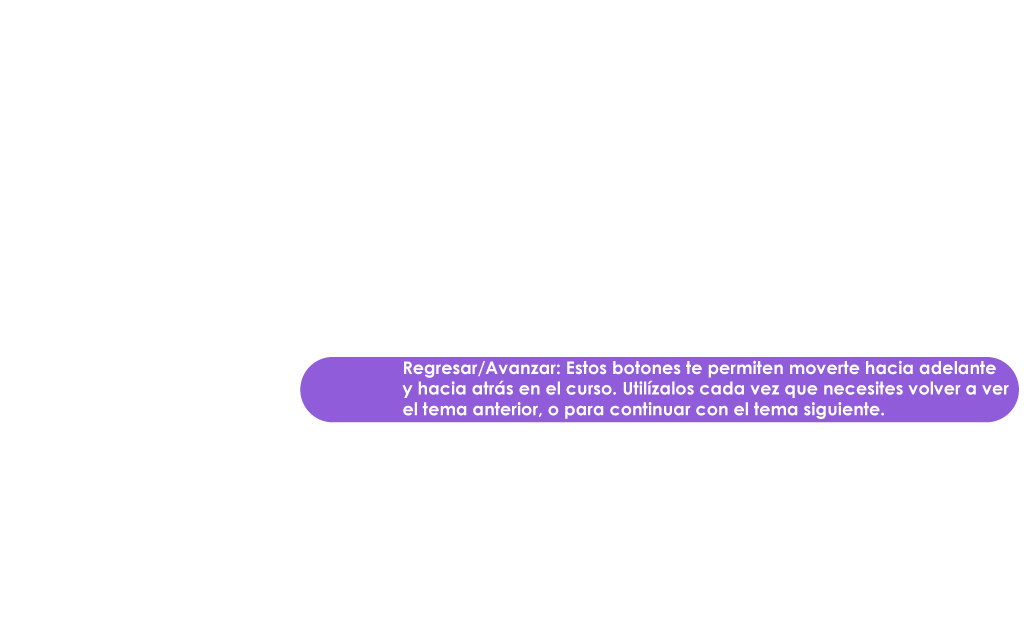 Regresar/Avanzar: Estos botones te permiten moverte hacia adelante
y hacia atrás en el curso. Utilízalos cada vez que necesites volver a ver
el tema anterior, o para continuar con el tema siguiente.